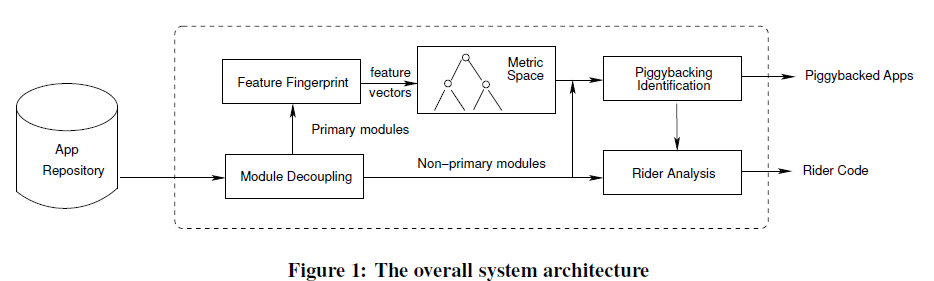 App
Repository
Module Decoupling
Primary modules
Feature Fingerprint
feature
vectors
Metric
Space
Non–primary modules
Piggybacking
Identification
Rider Analysis
Piggybacked Apps
Rider Code
Figure 1: The overall system architecture